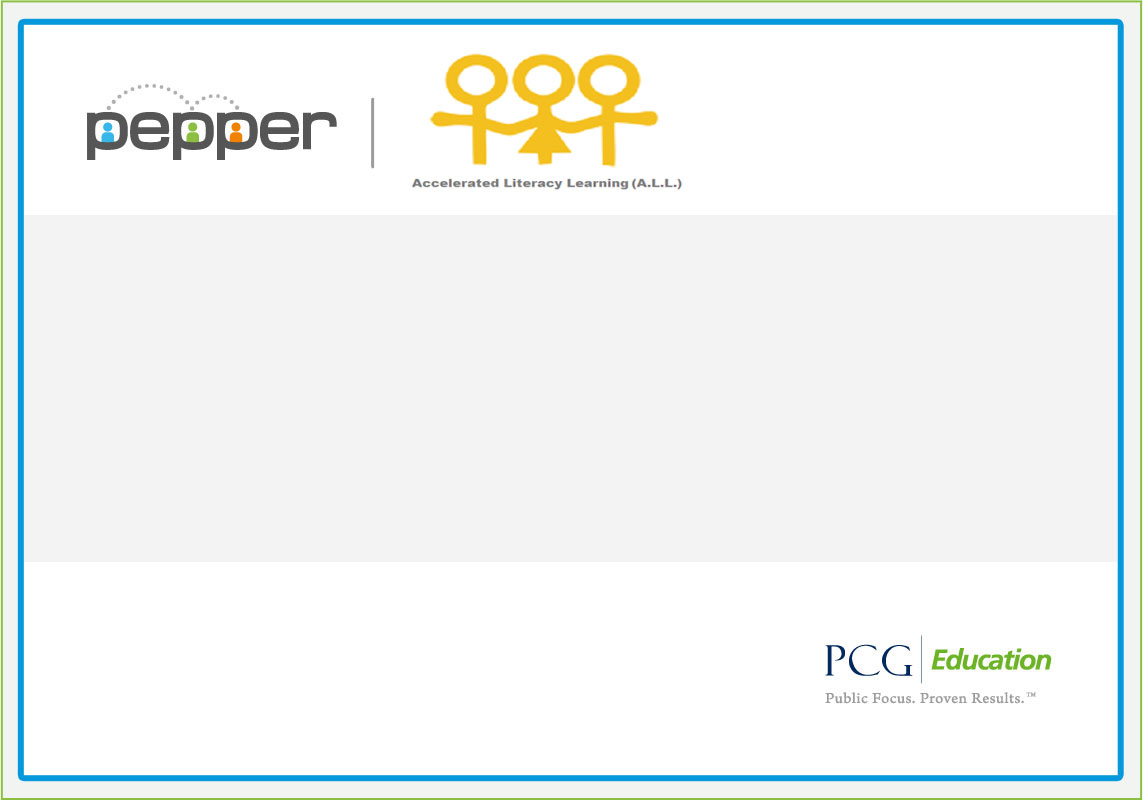 pepper
Accelerated Literacy Learning (A.L.L.)
PCG Education
Public Focus. Proven Results.™